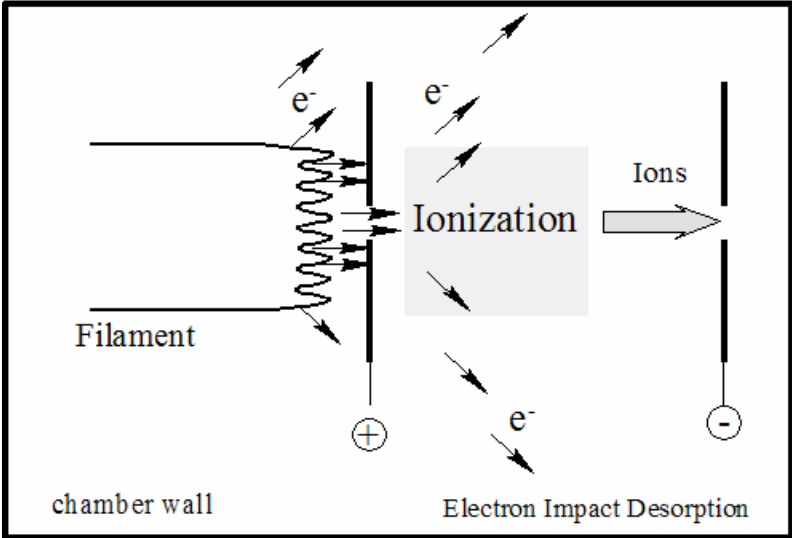 e-
e-
Ions
Ionization
Filament
e-
+
-
chamber wall
Electron Impact Desorption